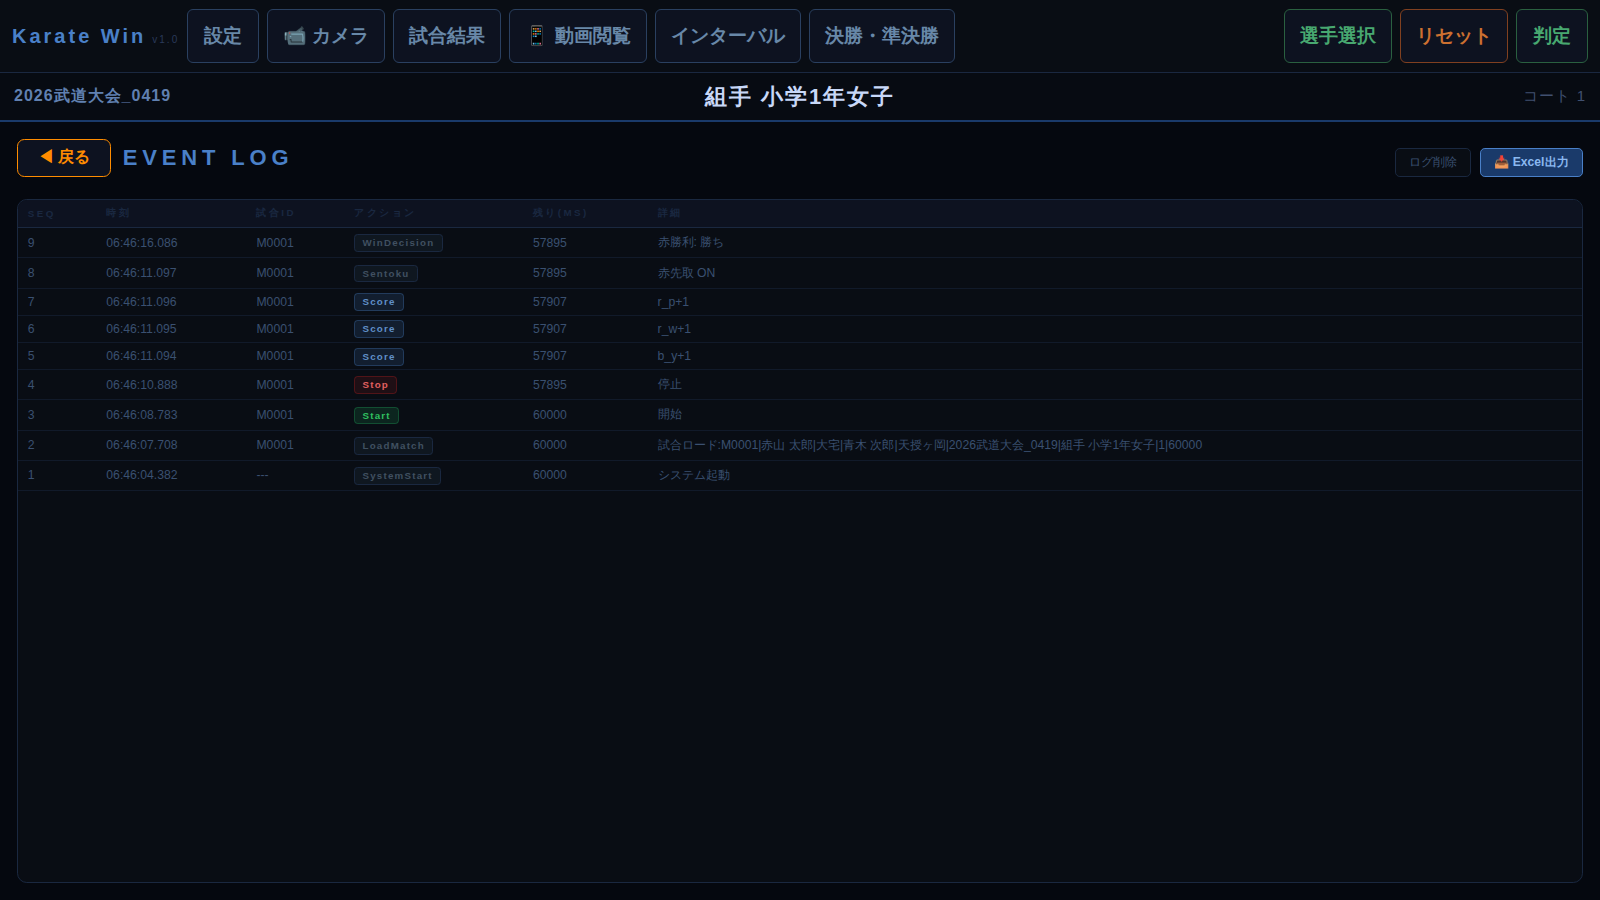 Karate Win v1.0 設定 📹 カメラ 試合結果 📱 動画閲覧 インターバル 決勝・準決勝 選手選択 リセット 判定
2026武道大会_0419 組手 小学1年女子 コート 1
◀ 戻る EVENT LOG ログ削除 📥 Excel出力
SEQ 時刻 試合ID アクション 残り(MS) 詳細
9 06:46:16.086 M0001 WinDecision 57895 赤勝利: 勝ち
8 06:46:11.097 M0001 Sentoku 57895 赤先取 ON
7 06:46:11.096 M0001 Score 57907 r_p+1
6 06:46:11.095 M0001 Score 57907 r_w+1
5 06:46:11.094 M0001 Score 57907 b_y+1
4 06:46:10.888 M0001 Stop 57895 停止
3 06:46:08.783 M0001 Start 60000 開始
2 06:46:07.708 M0001 LoadMatch 60000 試合ロード:M0001|赤山 太郎|大宅|青木 次郎|天授ヶ岡|2026武道大会_0419|組手 小学1年女子|1|60000
1 06:46:04.382 --- SystemStart 60000 システム起動